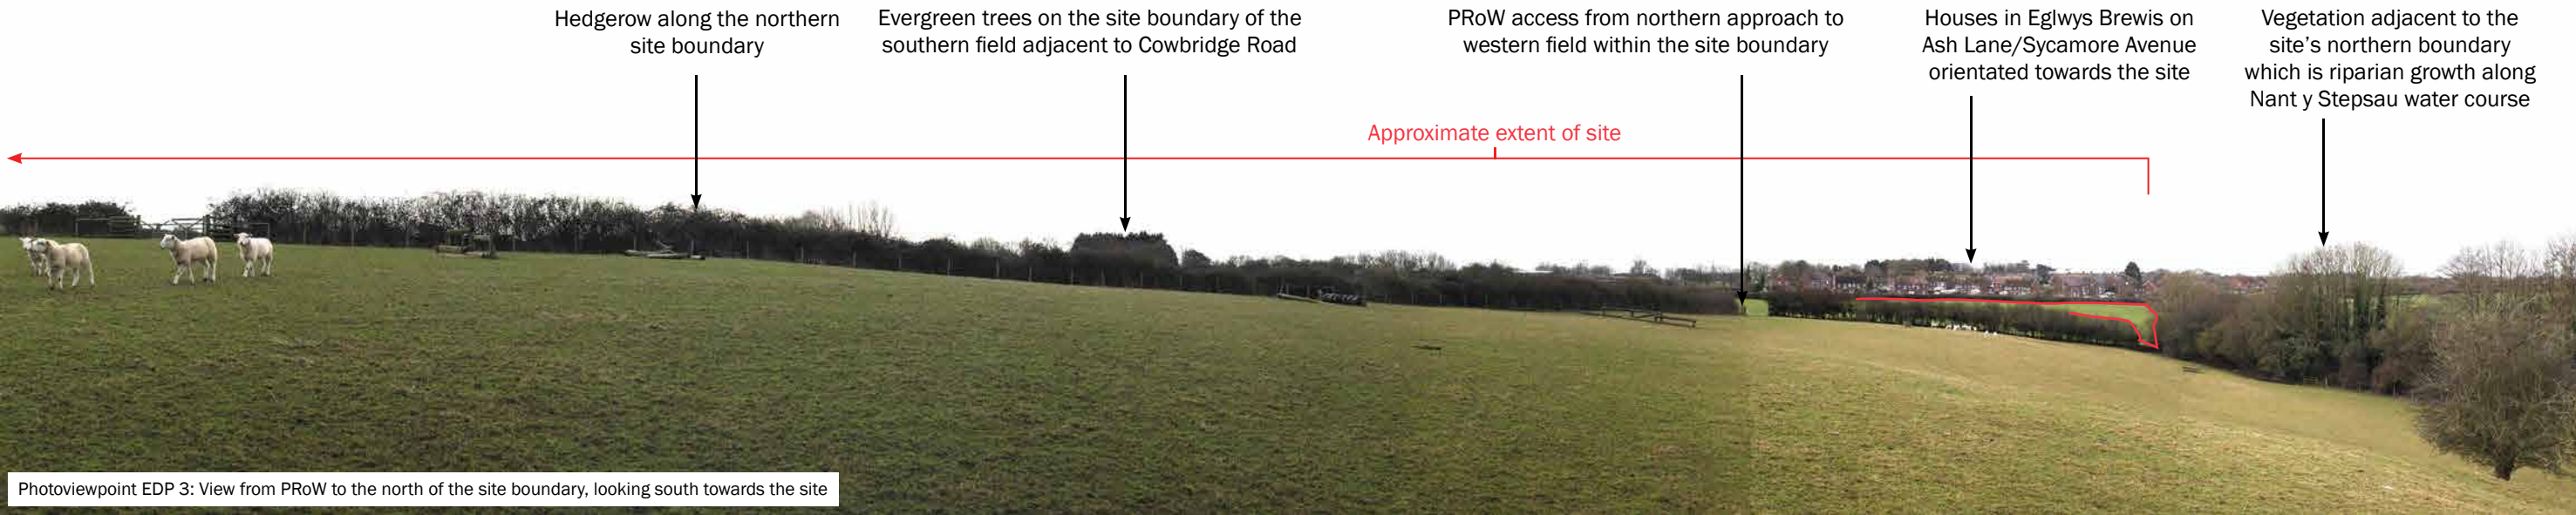 Hedgerow along the northern
site boundary
Evergreen trees on the site boundary of the
southern field adjacent to Cowbridge Road
PRoW access from northern approach to
western field within the site boundary
Houses in Eglwys Brewis on
Ash Lane/Sycamore Avenue
orientated towards the site
Vegetation adjacent to the
site's northern boundary
which is riparian growth along
Nant y Stepsau water course
Approximate extent of site
Photoviewpoint EDP 3: View from PRoW to the north of the site boundary, looking south towards the site